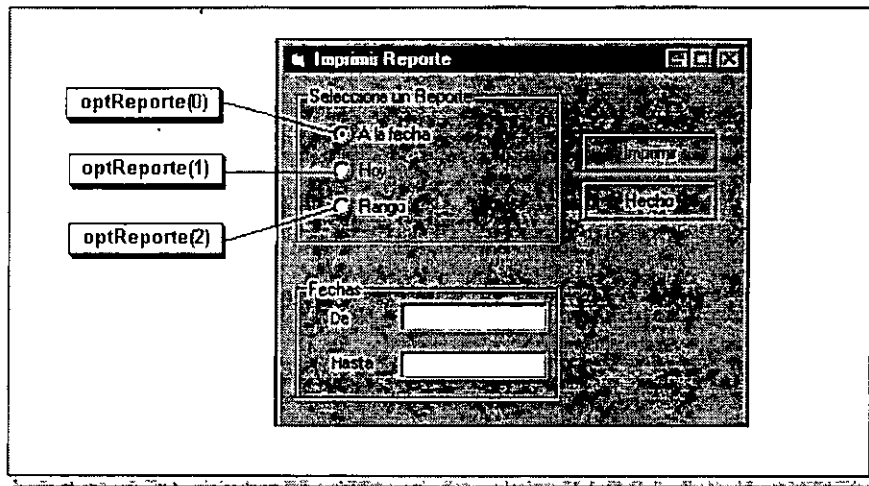 Imprimir Reporte
optReporte(0)
optReporte(1)
optReporte(2)
Seleccione un Reporte
A la fecha
Hoy
Rango
Imprimir
Hecho
Fechas
De
Hasta